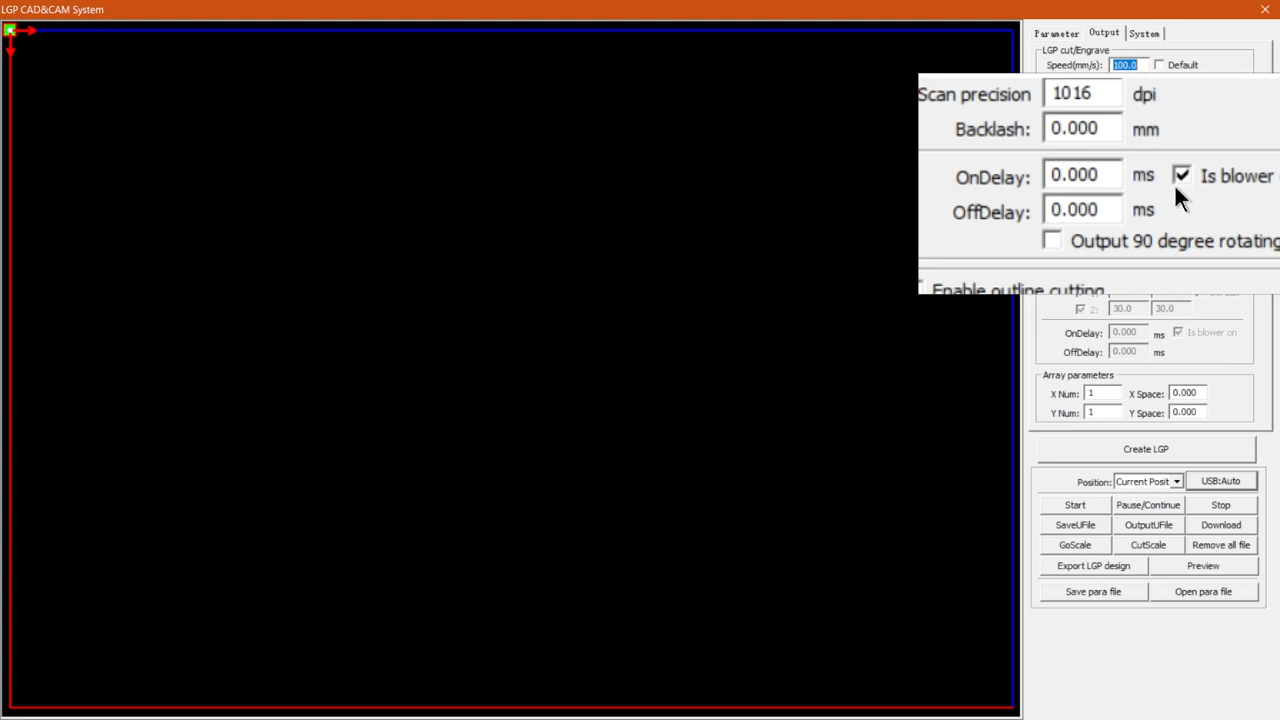 LGP CAD&CAM System
Parameter Output System
LGP cut/Engrave
Speed(mm/s): 100.0 Default
Scan precision 1016 dpi
Backlash: 0.000 mm
OnDelay: 0.000 ms Is blower
OffDelay: 0.000 ms
Output 90 degree rotating
Enable outline cutting
2: 30.0 30.0
OnDelay: 0.000 ms Is blower on
OffDelay: 0.000 ms
Array parameters
X Num: 1 X Space: 0.000
Y Num: 1 Y Space: 0.000
Create LGP
Position: Current Posit USB:Auto
Start Pause/Continue Stop
SaveUFile OutputUFile Download
GoScale CutScale Remove all file
Export LGP design Preview
Save para file Open para file